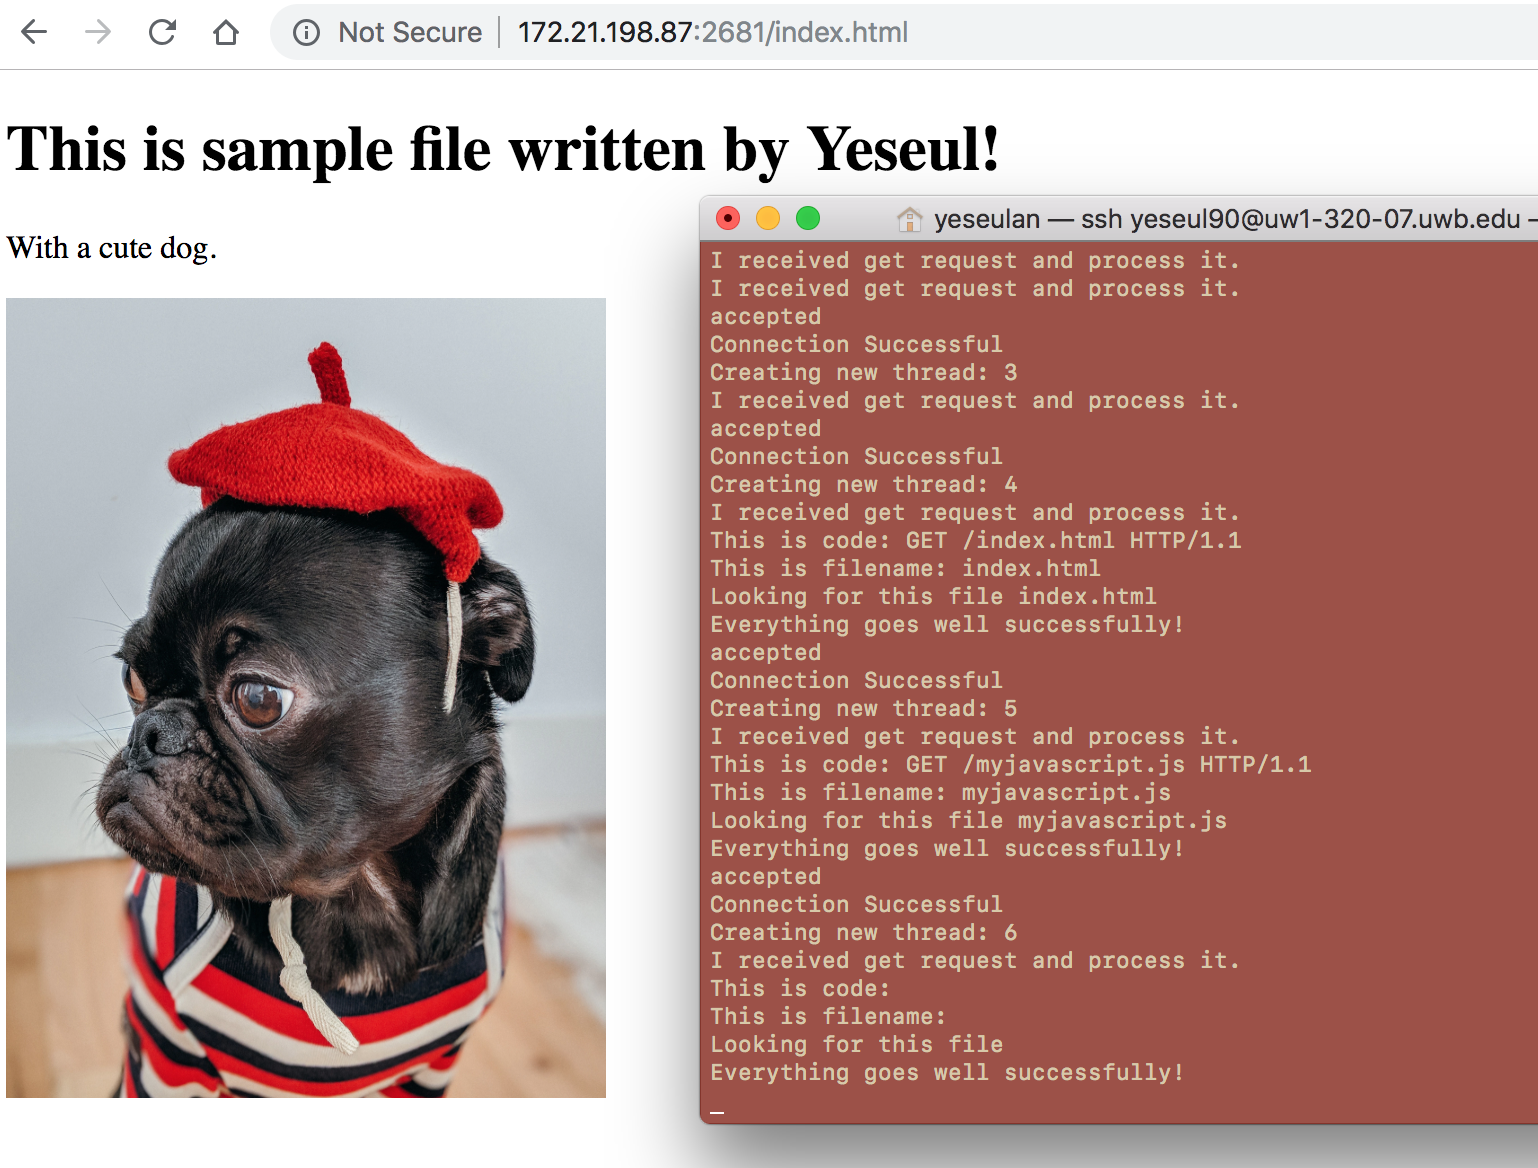 Not Secure | 172.21.198.87:2681/index.html
This is sample file written by Yeseul!
With a cute dog.
yeseulan — ssh yeseul90@uw1-320-07.uwb.edu —
I received get request and process it.
I received get request and process it.
accepted
Connection Successful
Creating new thread: 3
I received get request and process it.
accepted
Connection Successful
Creating new thread: 4
I received get request and process it.
This is code: GET /index.html HTTP/1.1
This is filename: index.html
Looking for this file index.html
Everything goes well successfully!
accepted
Connection Successful
Creating new thread: 5
I received get request and process it.
This is code: GET /myjavascript.js HTTP/1.1
This is filename: myjavascript.js
Looking for this file myjavascript.js
Everything goes well successfully!
accepted
Connection Successful
Creating new thread: 6
I received get request and process it.
This is code:
This is filename:
Looking for this file
Everything goes well successfully!